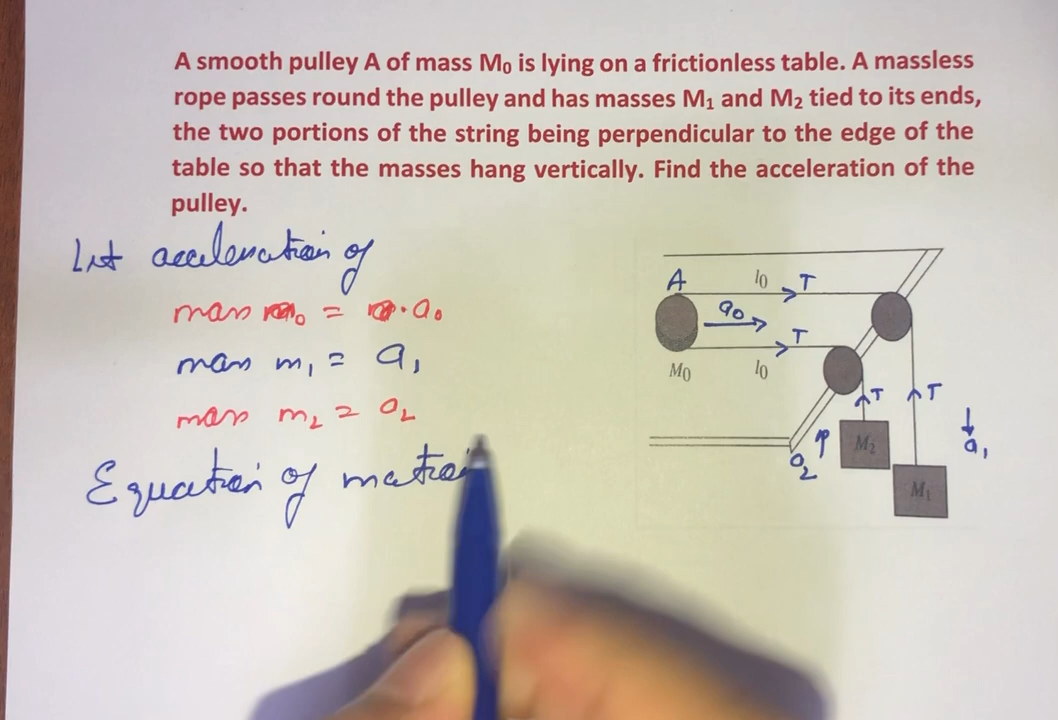 A smooth pulley A of mass M₀ is lying on a frictionless table. A massless
rope passes round the pulley and has masses M₁ and M₂ tied to its ends,
the two portions of the string being perpendicular to the edge of the
table so that the masses hang vertically. Find the acceleration of the
pulley.
Let acceleration of
mass m₀ = a₀
mass m₁ = a₁
mass m₂ = a₂
Equation of motion
A
l₀
T
a₀
T
M₀
l₀
T
T
a₂
M₂
a₁
M₁